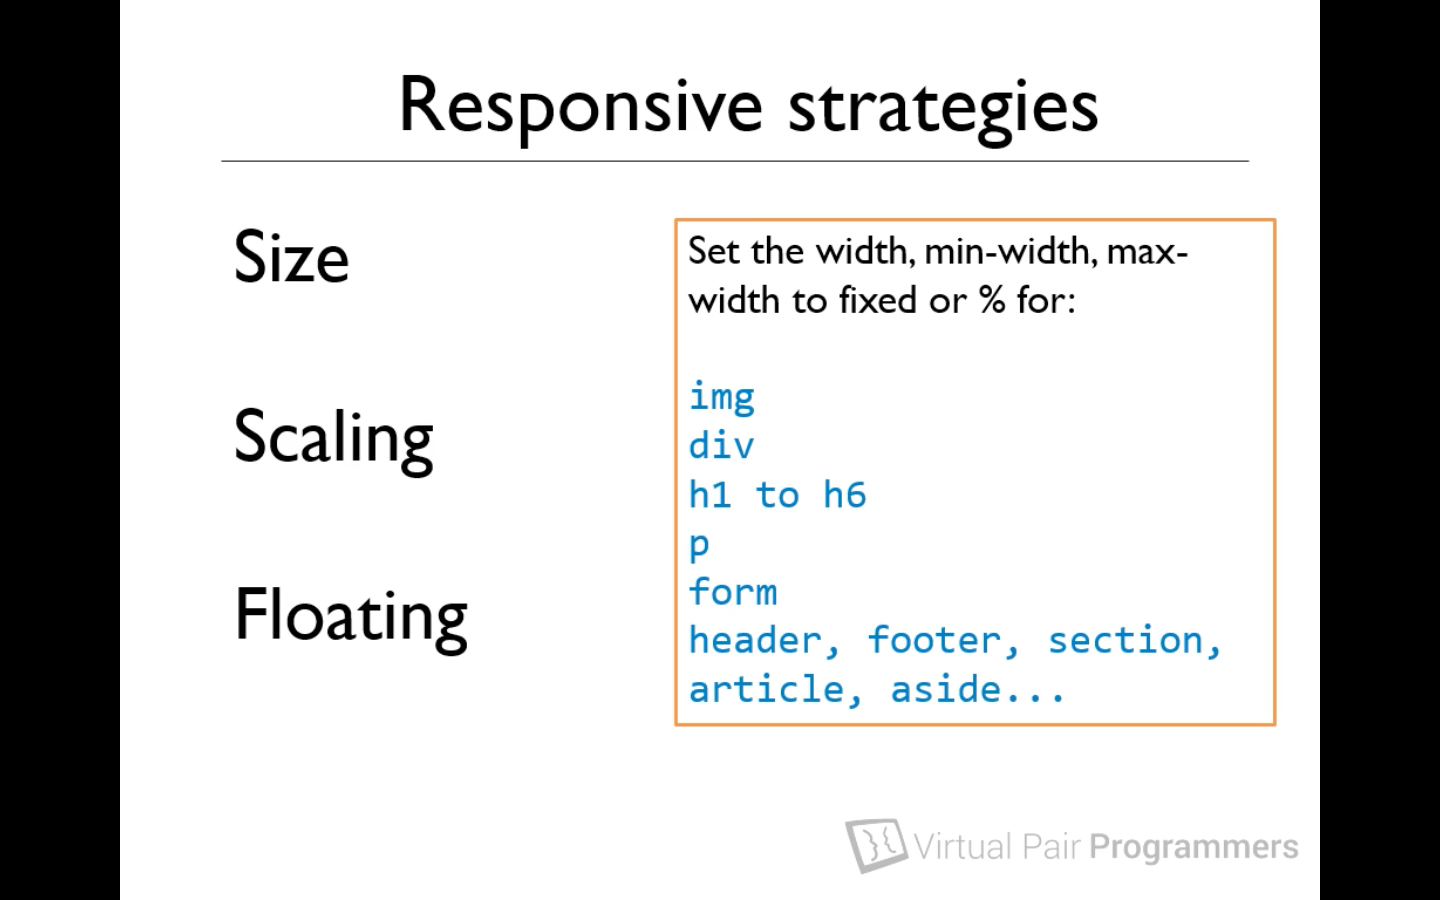 Responsive strategies
Size
Scaling
Floating
Set the width, min-width, max-
width to fixed or % for:
img
div
h1 to h6
p
form
header, footer, section,
article, aside...
Virtual Pair Programmers